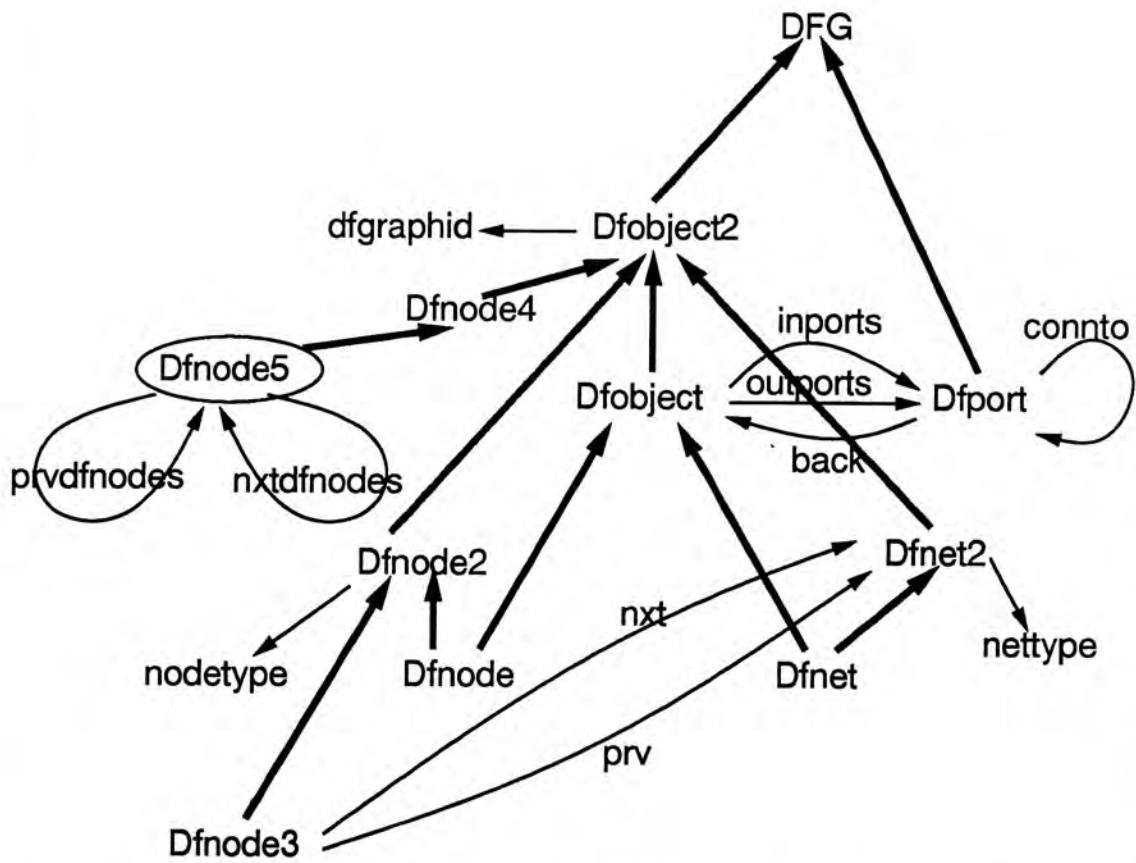 DFG
dfgraphid
Dfobject2
Dfnode4
inports
connto
Dfnode5
Dfobject
outports
Dfport
prvdfnodes
nxtdfnodes
back
Dfnode2
Dfnet2
nxt
nodetype
Dfnode
Dfnet
nettype
prv
Dfnode3